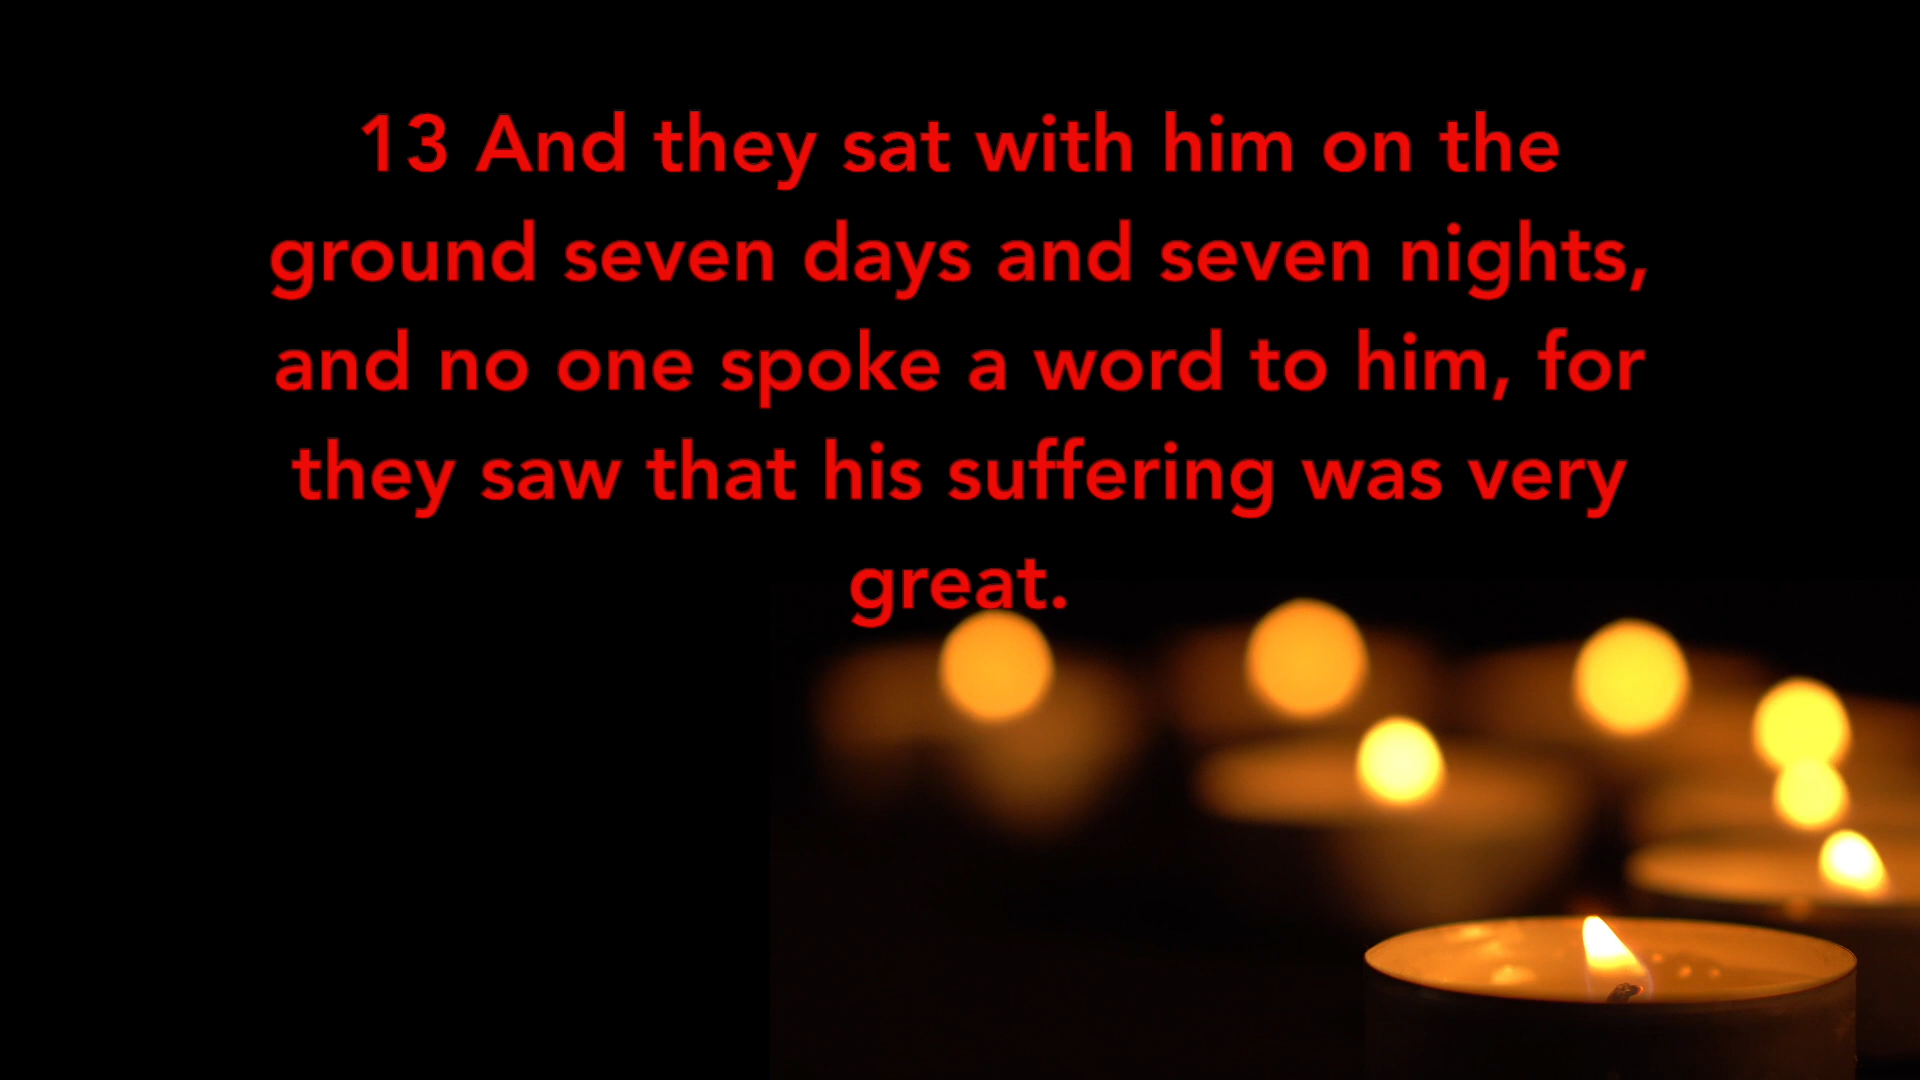 13 And they sat with him on the
ground seven days and seven nights,
and no one spoke a word to him, for
they saw that his suffering was very
great.